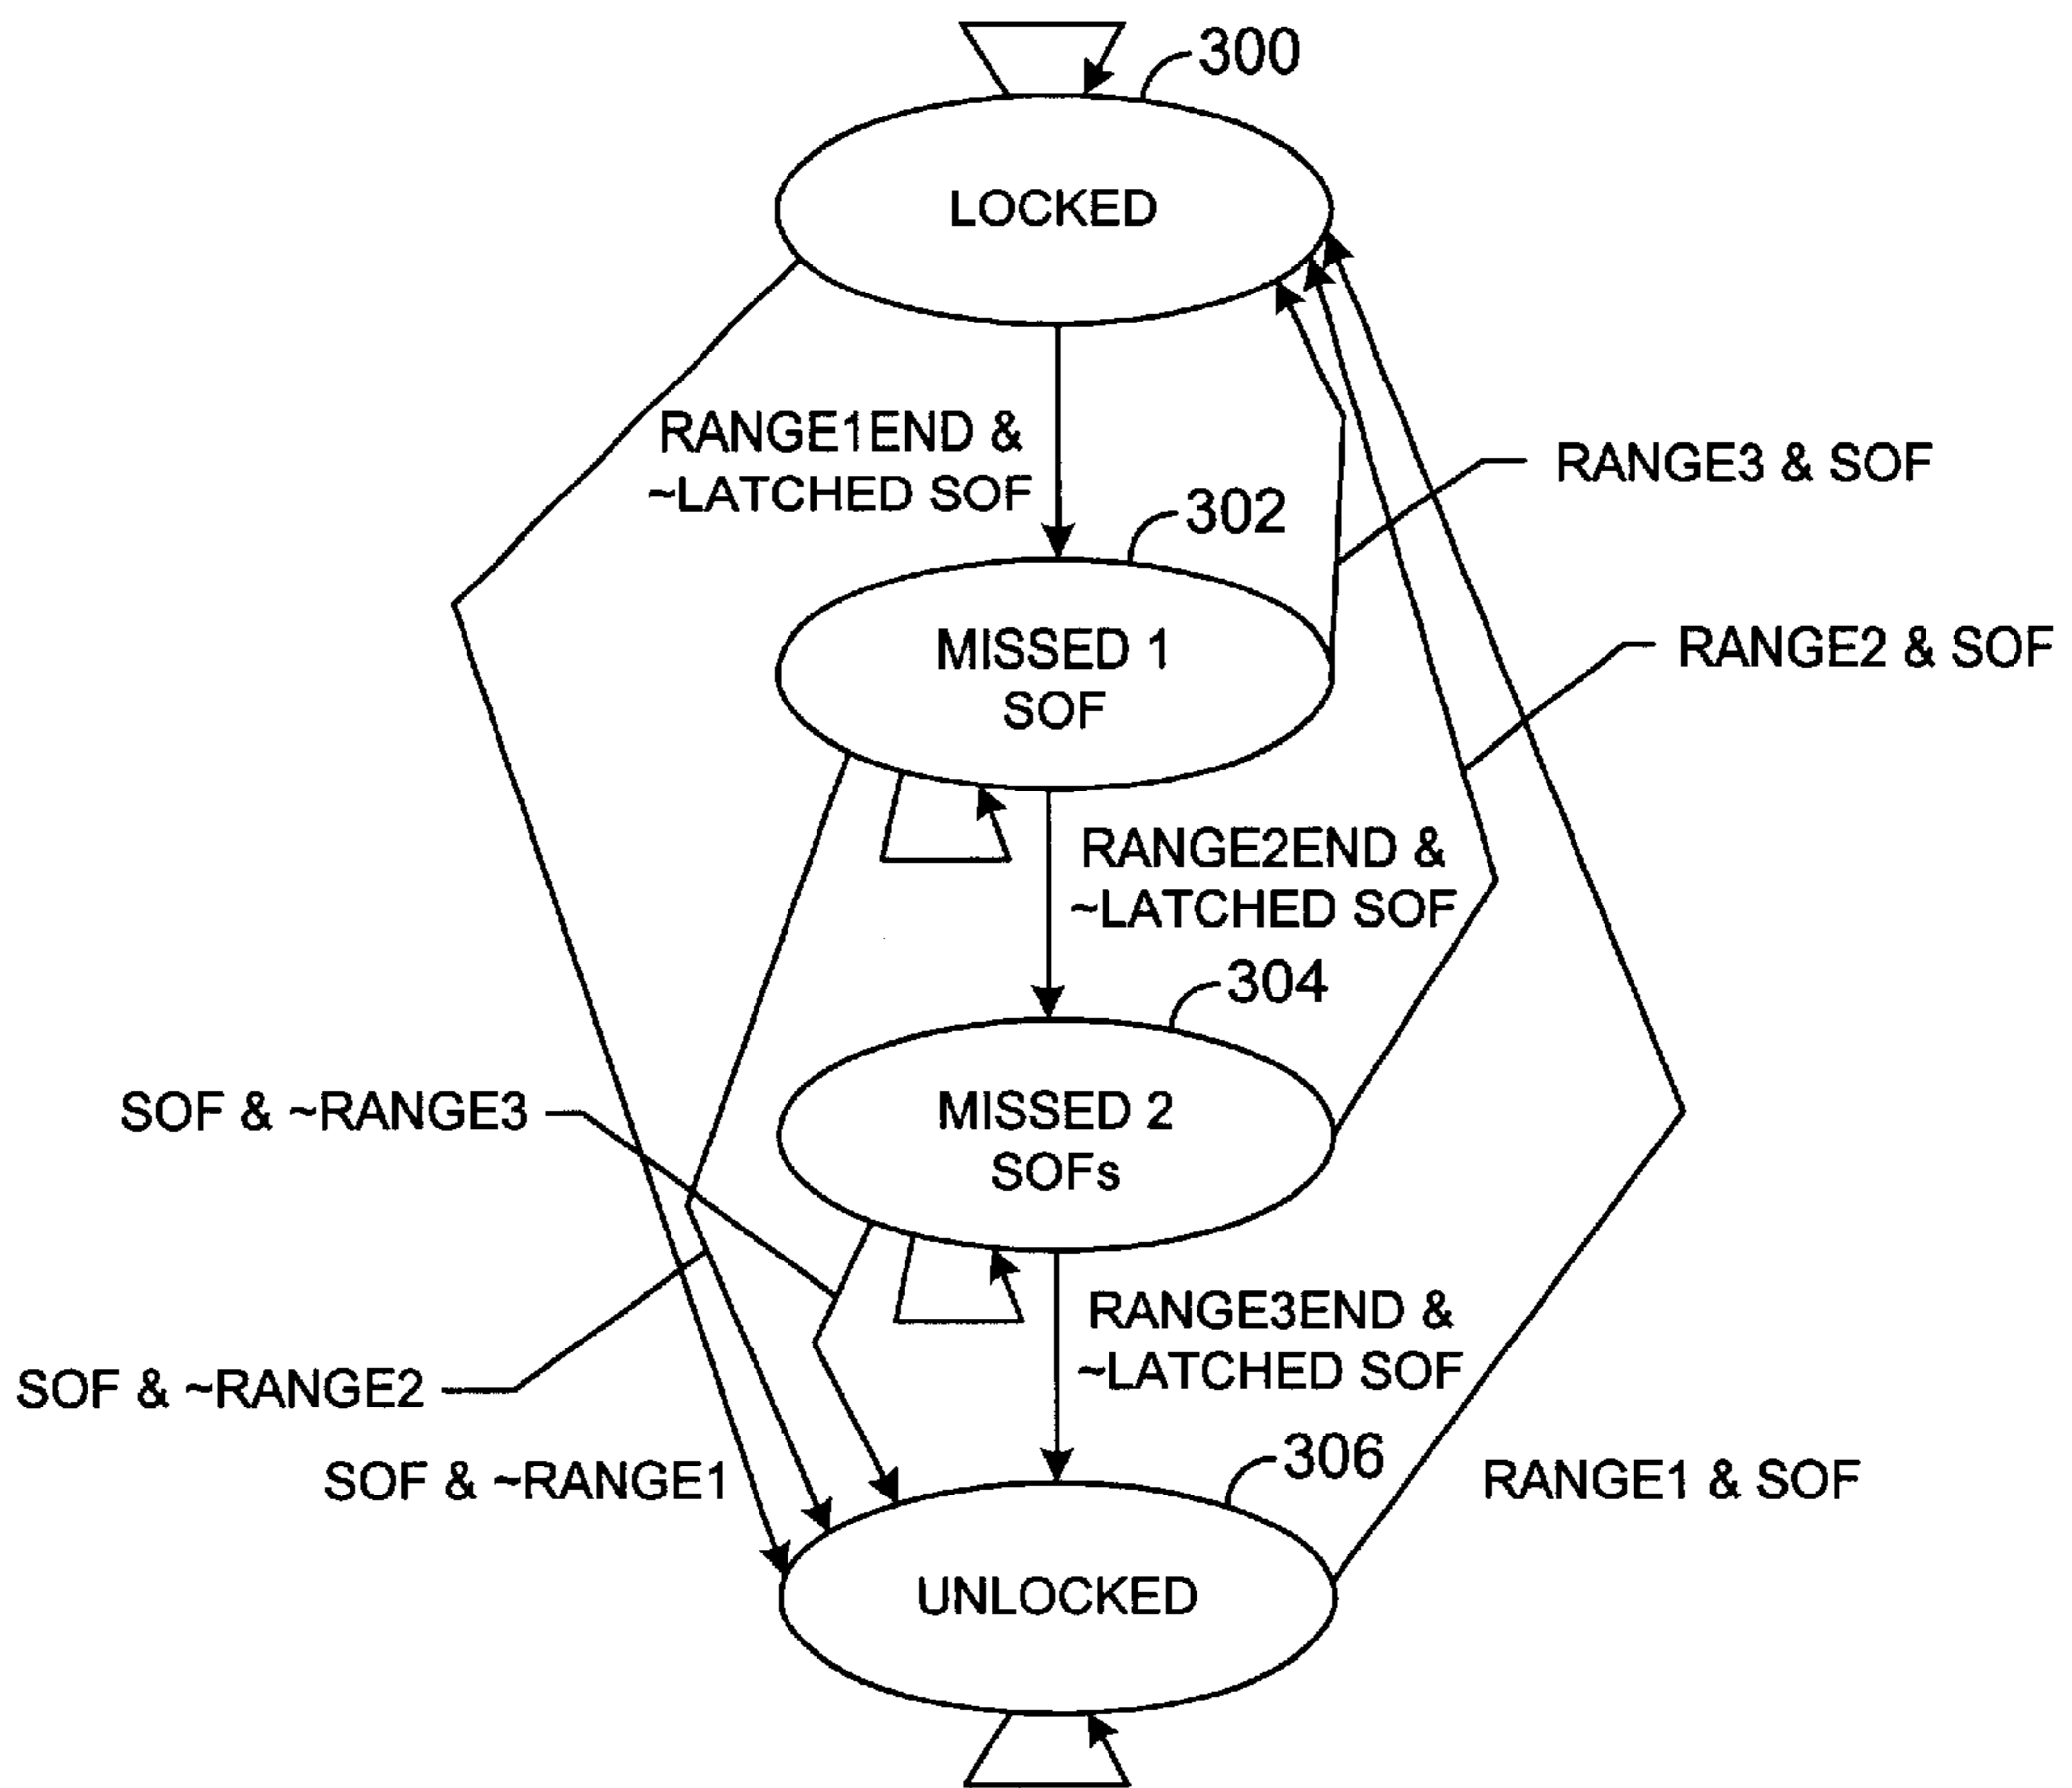 300
LOCKED
RANGE1END &
~LATCHED SOF
RANGE3 & SOF
302
MISSED 1
SOF
RANGE2 & SOF
RANGE2END &
~LATCHED SOF
304
SOF & ~RANGE3
MISSED 2
SOFs
RANGE3END &
~LATCHED SOF
SOF & ~RANGE2
306
SOF & ~RANGE1
RANGE1 & SOF
UNLOCKED